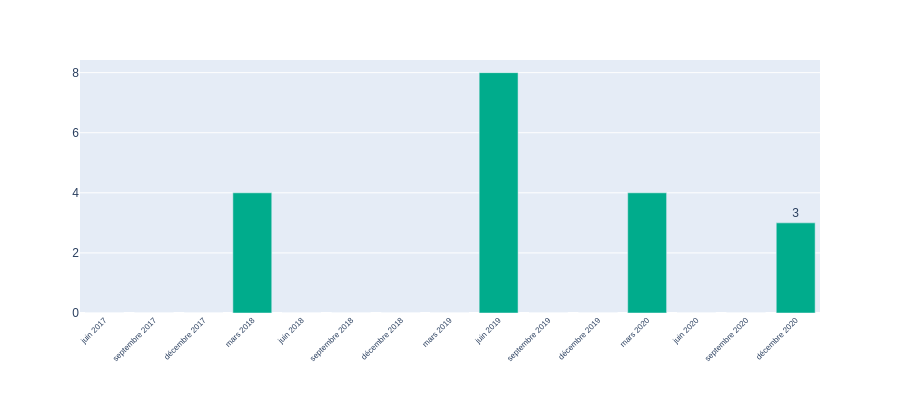 8
6
4
2
0
3
juin 2017
septembre 2017
décembre 2017
mars 2018
juin 2018
septembre 2018
décembre 2018
mars 2019
juin 2019
septembre 2019
décembre 2019
mars 2020
juin 2020
septembre 2020
décembre 2020